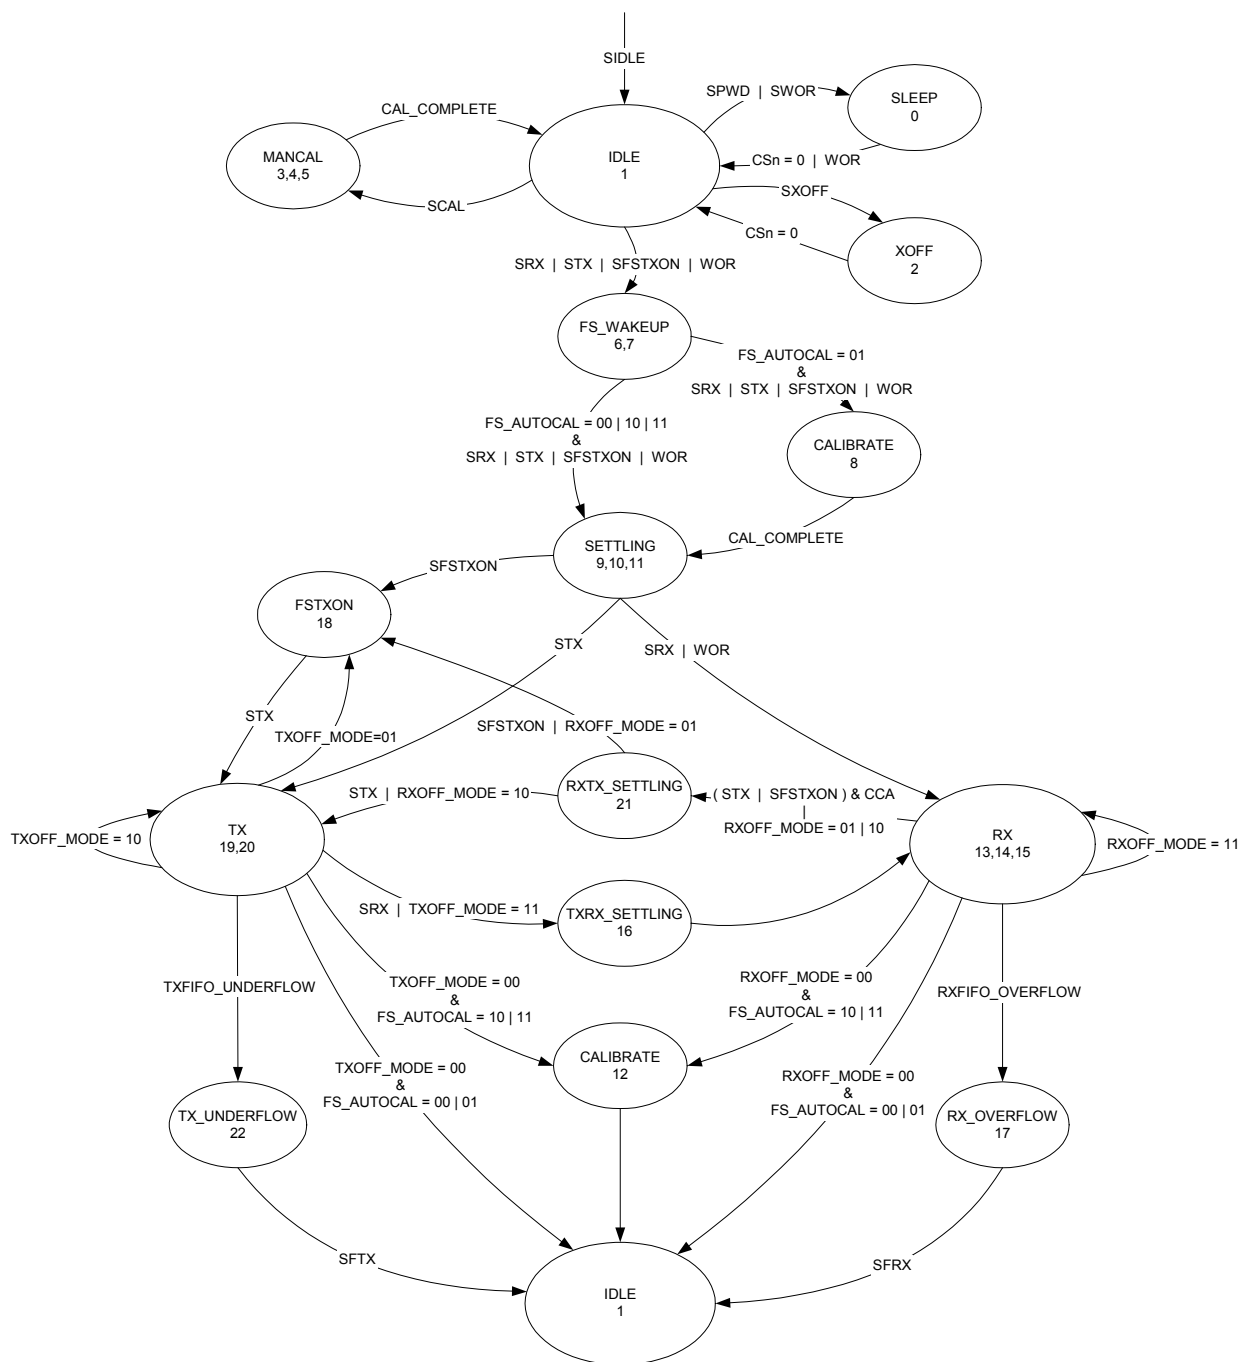 SIDLE
SPWD | SWOR
SLEEP
0
CAL_COMPLETE
MANCAL
3,4,5
IDLE
1
CSn = 0 | WOR
SCAL
SXOFF
CSn = 0
XOFF
2
SRX | STX | SFSTXON | WOR
FS_WAKEUP
6,7
FS_AUTOCAL = 01
&
SRX | STX | SFSTXON | WOR
FS_AUTOCAL = 00 | 10 | 11
&
SRX | STX | SFSTXON | WOR
CALIBRATE
8
SETTLING
9,10,11
CAL_COMPLETE
SFSTXON
FSTXON
18
STX
SRX | WOR
STX
TXOFF_MODE=01
SFSTXON | RXOFF_MODE = 01
RXTX_SETTLING
21
STX | RXOFF_MODE = 10
( STX | SFSTXON ) & CCA
|
RXOFF_MODE = 01 | 10
TXOFF_MODE = 10
TX
19,20
RX
13,14,15
RXOFF_MODE = 11
SRX | TXOFF_MODE = 11
TXRX_SETTLING
16
TXFIFO_UNDERFLOW
TXOFF_MODE = 00
&
FS_AUTOCAL = 10 | 11
RXOFF_MODE = 00
&
FS_AUTOCAL = 10 | 11
RXFIFO_OVERFLOW
CALIBRATE
12
TXOFF_MODE = 00
&
FS_AUTOCAL = 00 | 01
RXOFF_MODE = 00
&
FS_AUTOCAL = 00 | 01
TX_UNDERFLOW
22
RX_OVERFLOW
17
SFTX
SFRX
IDLE
1